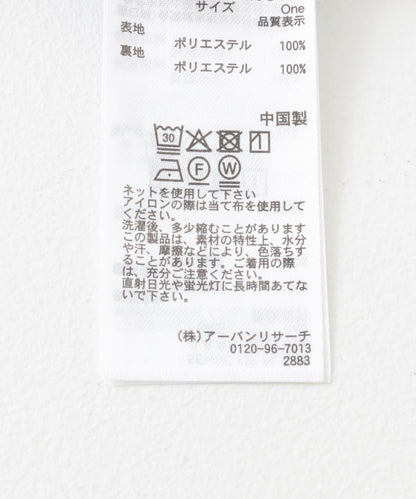 サイズ One
品質表示
表地
ポリエステル 100%
裏地
ポリエステル 100%
中国製
30
F W
ネットを使用して下さい
アイロンの際は当て布を使用して
ください。
洗濯後、多少縮むことがあります
この製品は、素材の特性上、水分
や汗、摩擦などにより、色落ちす
ることがあります。ご着用の際
は、充分ご注意ください。
直射日光や蛍光灯に長時間あてな
いで下さい。
(株)アーバンリサーチ
0120-96-7013
2883